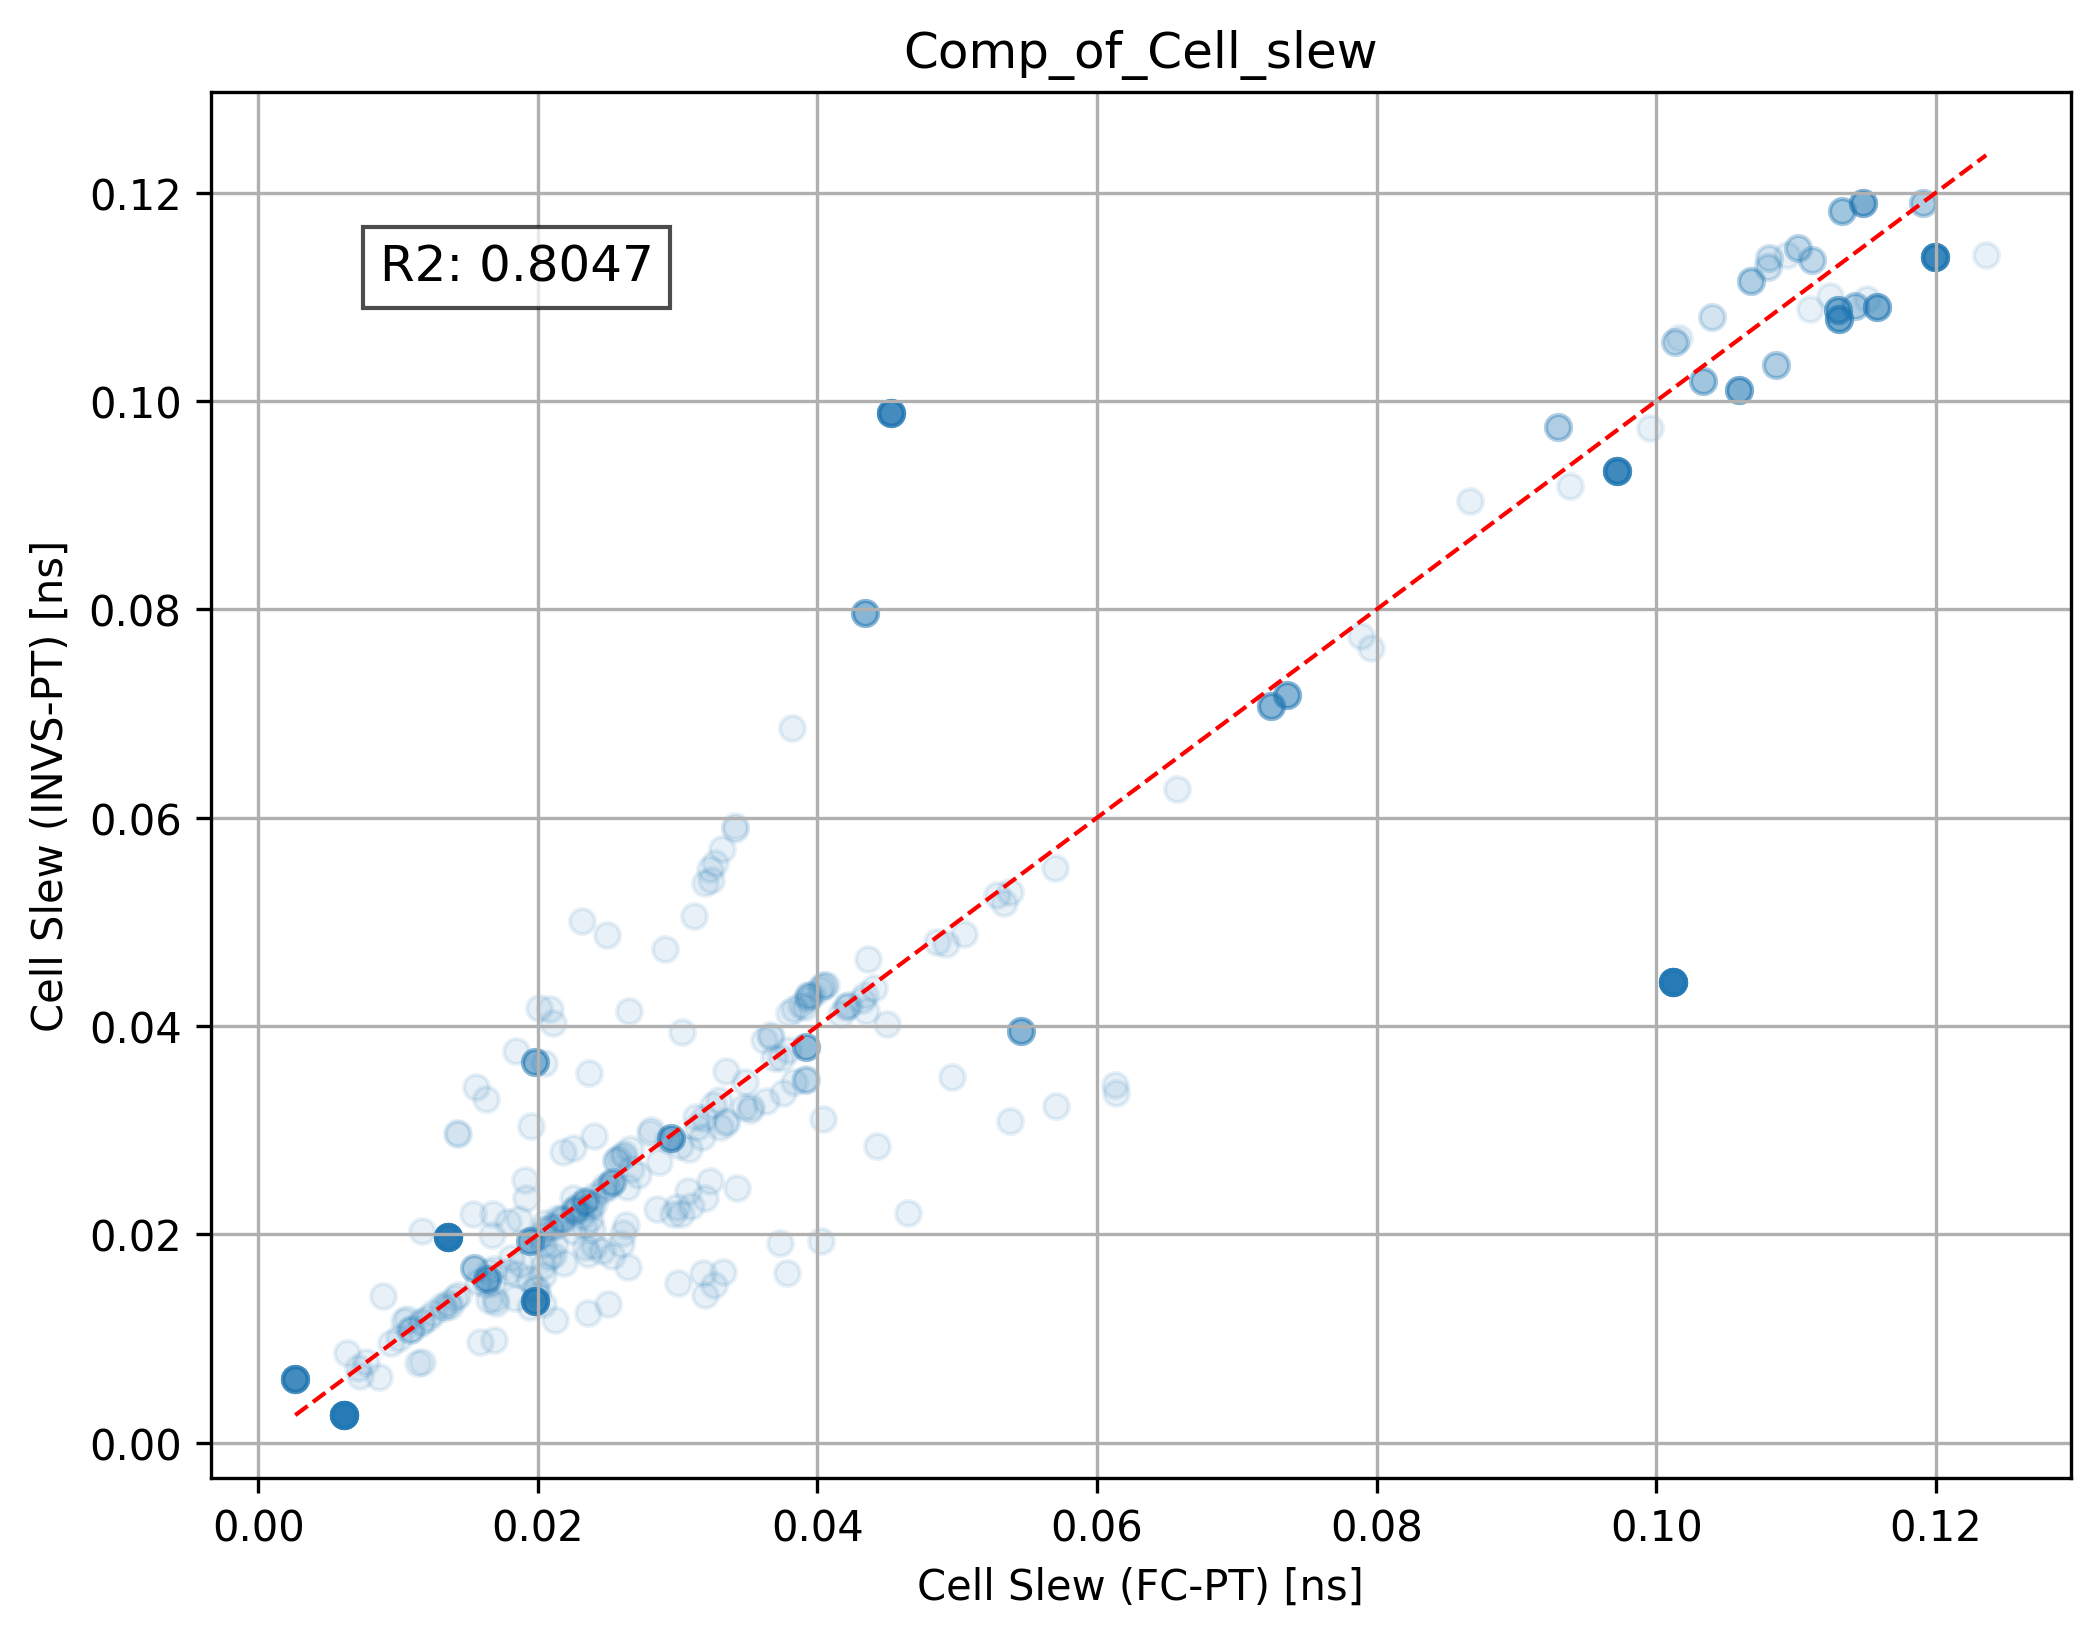 Comp_of_Cell_slew
R2: 0.8047
Cell Slew (INVS-PT) [ns]
0.12
0.10
0.08
0.06
0.04
0.02
0.00
0.00 0.02 0.04 0.06 0.08 0.10 0.12
Cell Slew (FC-PT) [ns]